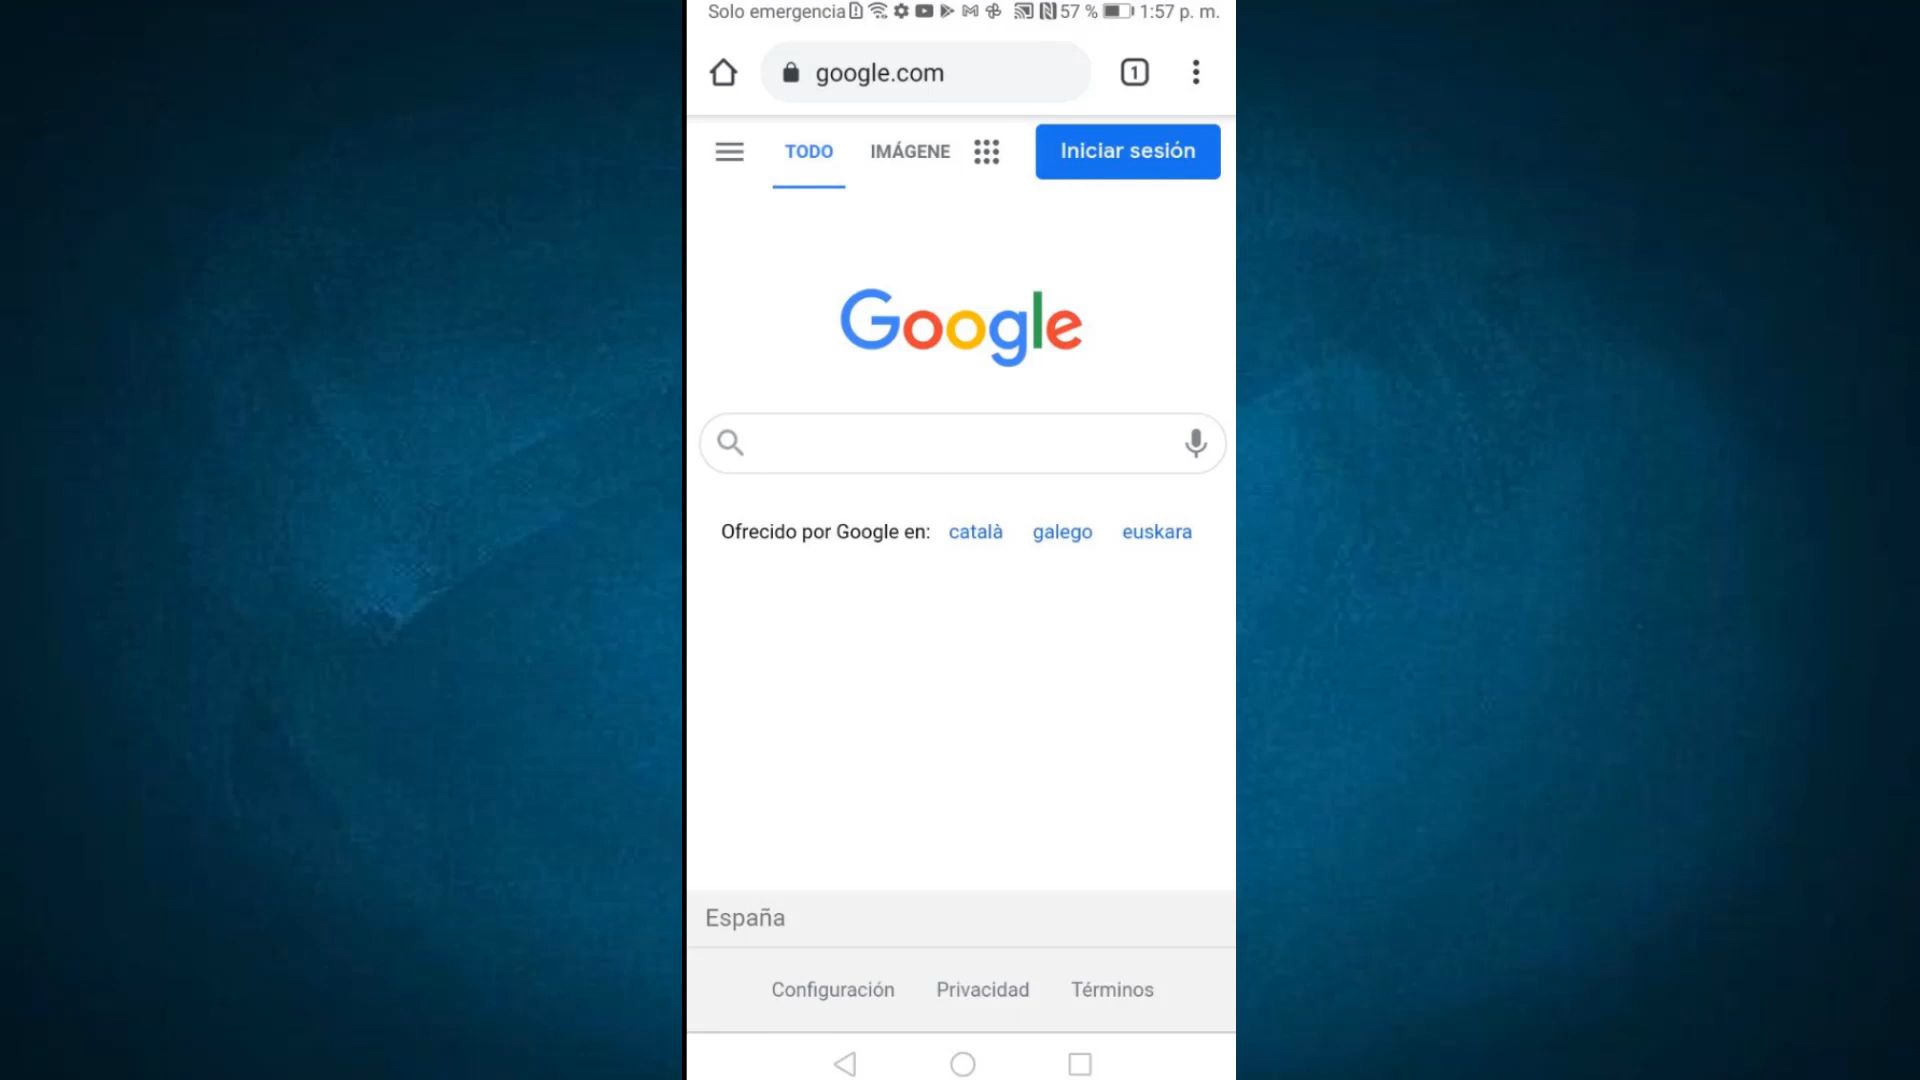 Solo emergencia 57 % 1:57 p. m.
google.com 1
TODO IMÁGENE Iniciar sesión
Google
Ofrecido por Google en: català galego euskara
España
Configuración Privacidad Términos